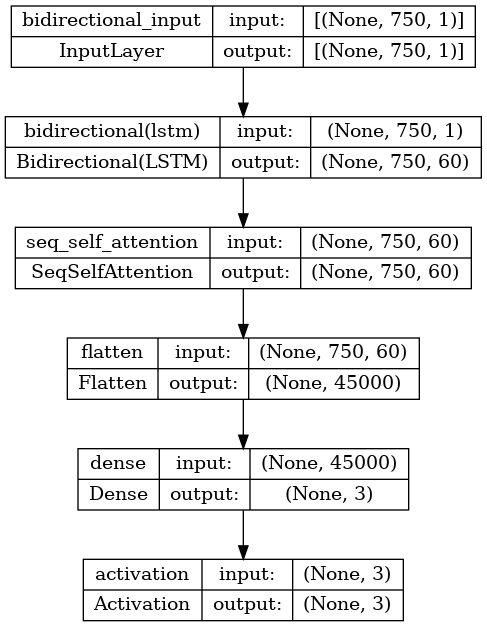 bidirectional_input input: [(None, 750, 1)]
InputLayer output: [(None, 750, 1)]
bidirectional(lstm) input: (None, 750, 1)
Bidirectional(LSTM) output: (None, 750, 60)
seq_self_attention input: (None, 750, 60)
SeqSelfAttention output: (None, 750, 60)
flatten input: (None, 750, 60)
Flatten output: (None, 45000)
dense input: (None, 45000)
Dense output: (None, 3)
activation input: (None, 3)
Activation output: (None, 3)